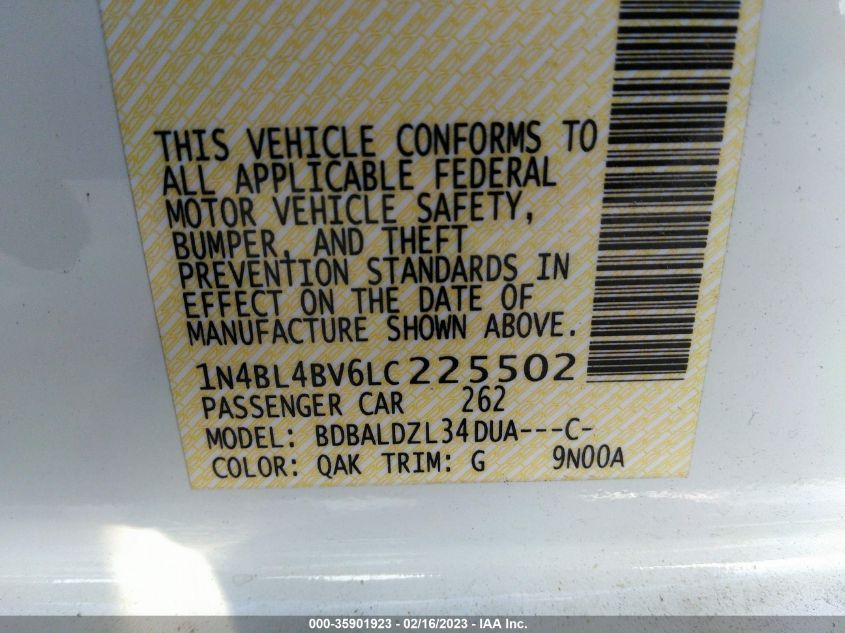 THIS VEHICLE CONFORMS TO
ALL APPLICABLE FEDERAL
MOTOR VEHICLE SAFETY,
BUMPER, AND THEFT
PREVENTION STANDARDS IN
EFFECT ON THE DATE OF
MANUFACTURE SHOWN ABOVE.
1N4BL4BV6LC225502
PASSENGER CAR 262
MODEL: BDBALDZL34DUA---C-
COLOR: QAK TRIM: G 9N00A
000-35901923 - 02/16/2023 - IAA Inc.